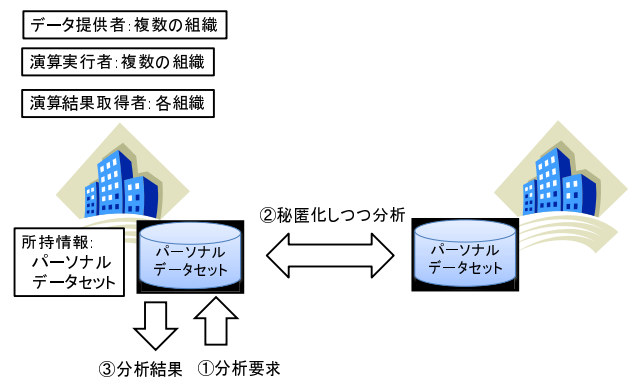 データ提供者：複数の組織
演算実行者：複数の組織
演算結果取得者：各組織
②秘匿化しつつ分析
所持情報：
パーソナル
データセット
パーソナル
データセット
パーソナル
データセット
③分析結果
①分析要求